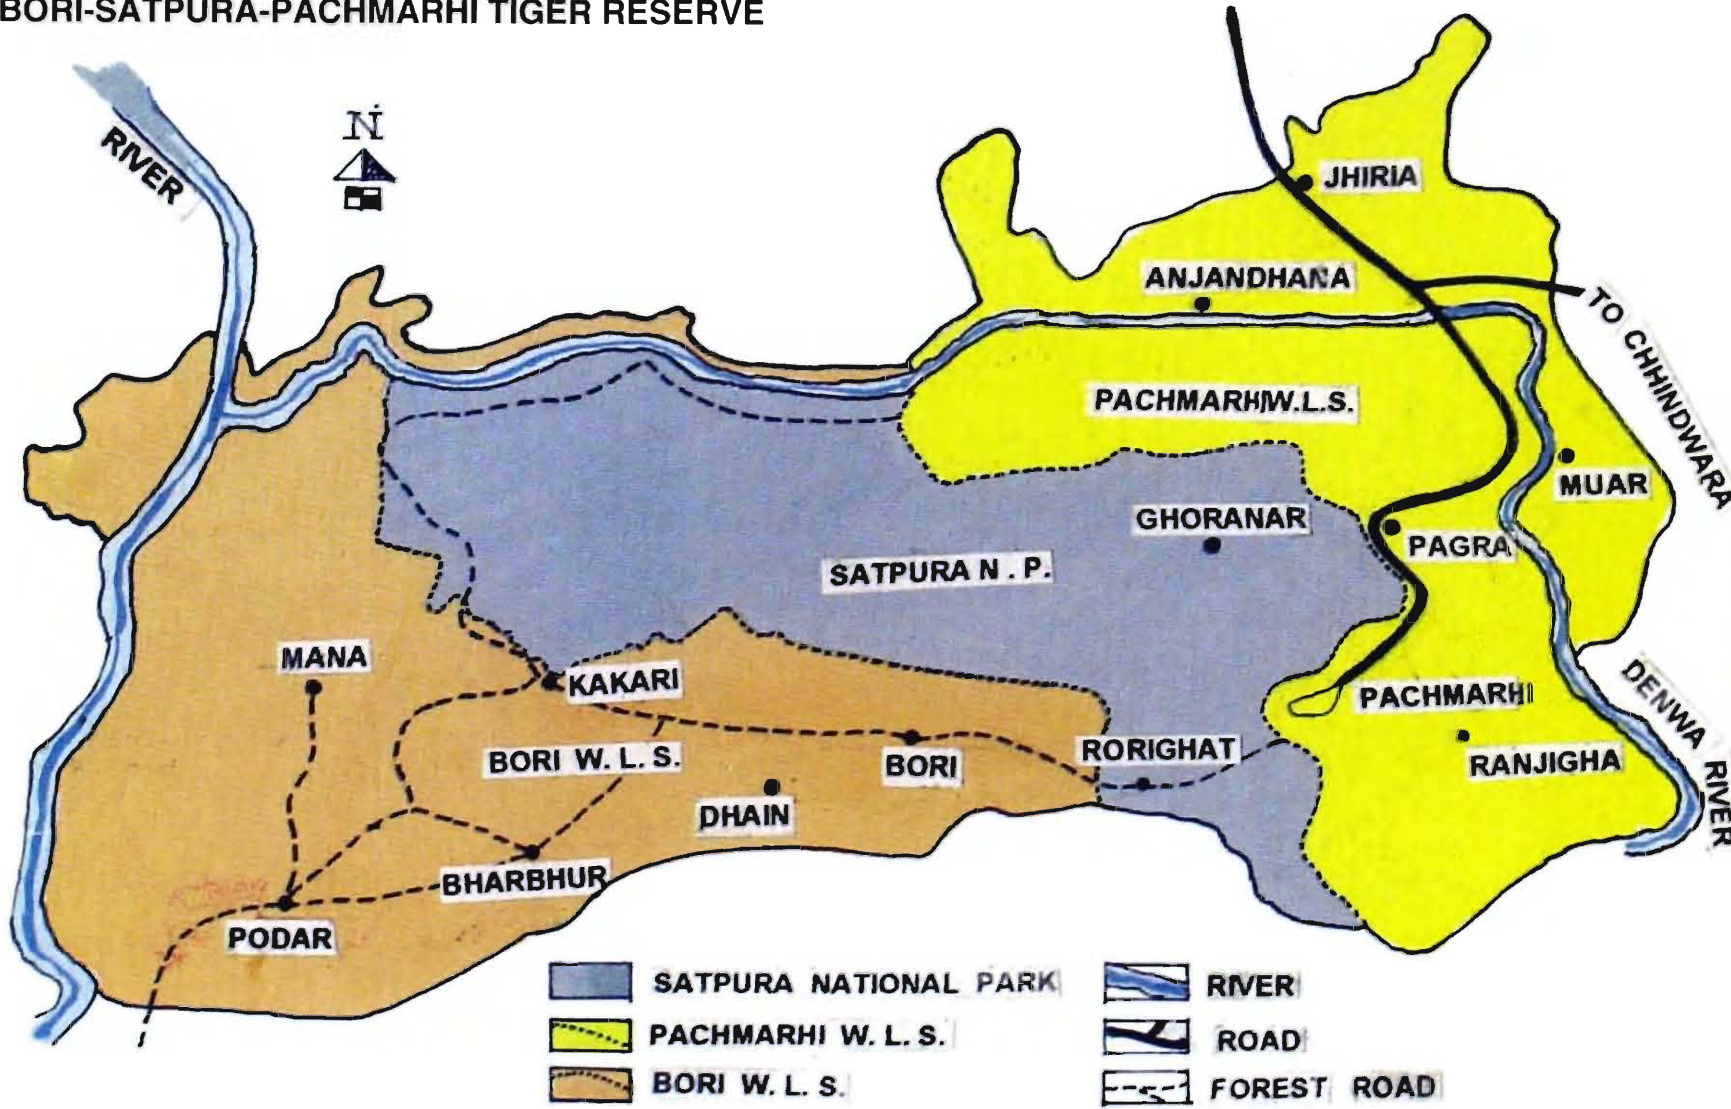 BORI-SATPURA-PACHMARHI TIGER RESERVE
N
RIVER
JHIRIA
ANJANDHANA
TO CHHINDWARA
PACHMARHI W.L.S.
MUAR
GHORANAR
PAGRA
SATPURA N . P.
MANA
KAKARI
PACHMARHI
DENWA RIVER
BORI W. L. S.
BORI
RORIGHAT
RANJIGHA
DHAIN
BHARBHUR
PODAR
SATPURA NATIONAL PARK
PACHMARHI W. L. S.
BORI W. L. S.
RIVER
ROAD
FOREST ROAD